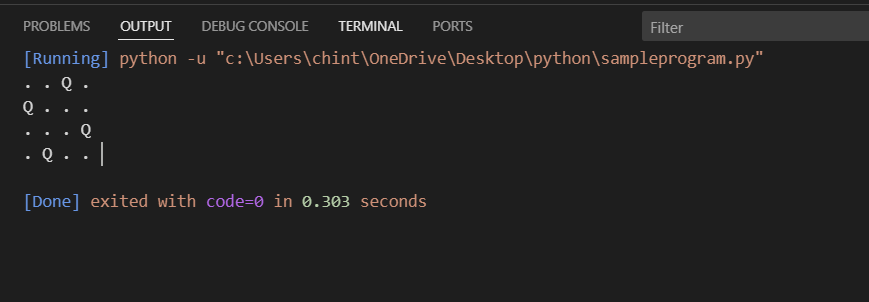 PROBLEMS OUTPUT DEBUG CONSOLE TERMINAL PORTS Filter
[Running] python -u "c:\Users\chint\OneDrive\Desktop\python\sampleprogram.py"
. . Q .
Q . . .
. . . Q
. Q . .
[Done] exited with code=0 in 0.303 seconds